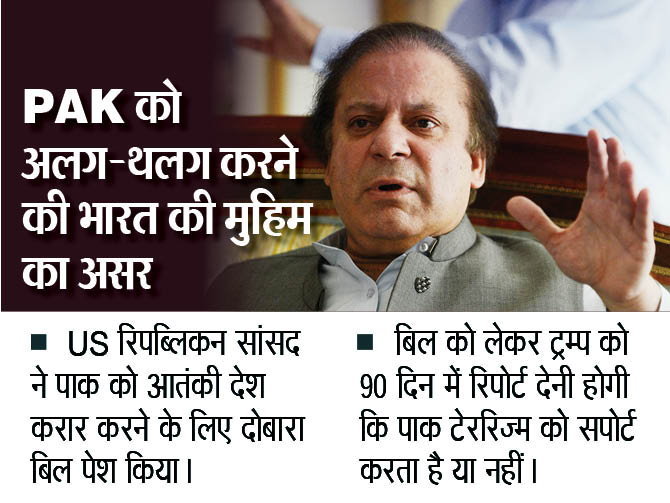 PAK को
अलग-थलग करने
की भारत की मुहिम
का असर
■ US रिपब्लिकन सांसद
ने पाक को आतंकी देश
करार करने के लिए दोबारा
बिल पेश किया।
■ बिल को लेकर ट्रम्प को
90 दिन में रिपोर्ट देनी होगी
कि पाक टेररिज्म को सपोर्ट
करता है या नहीं।